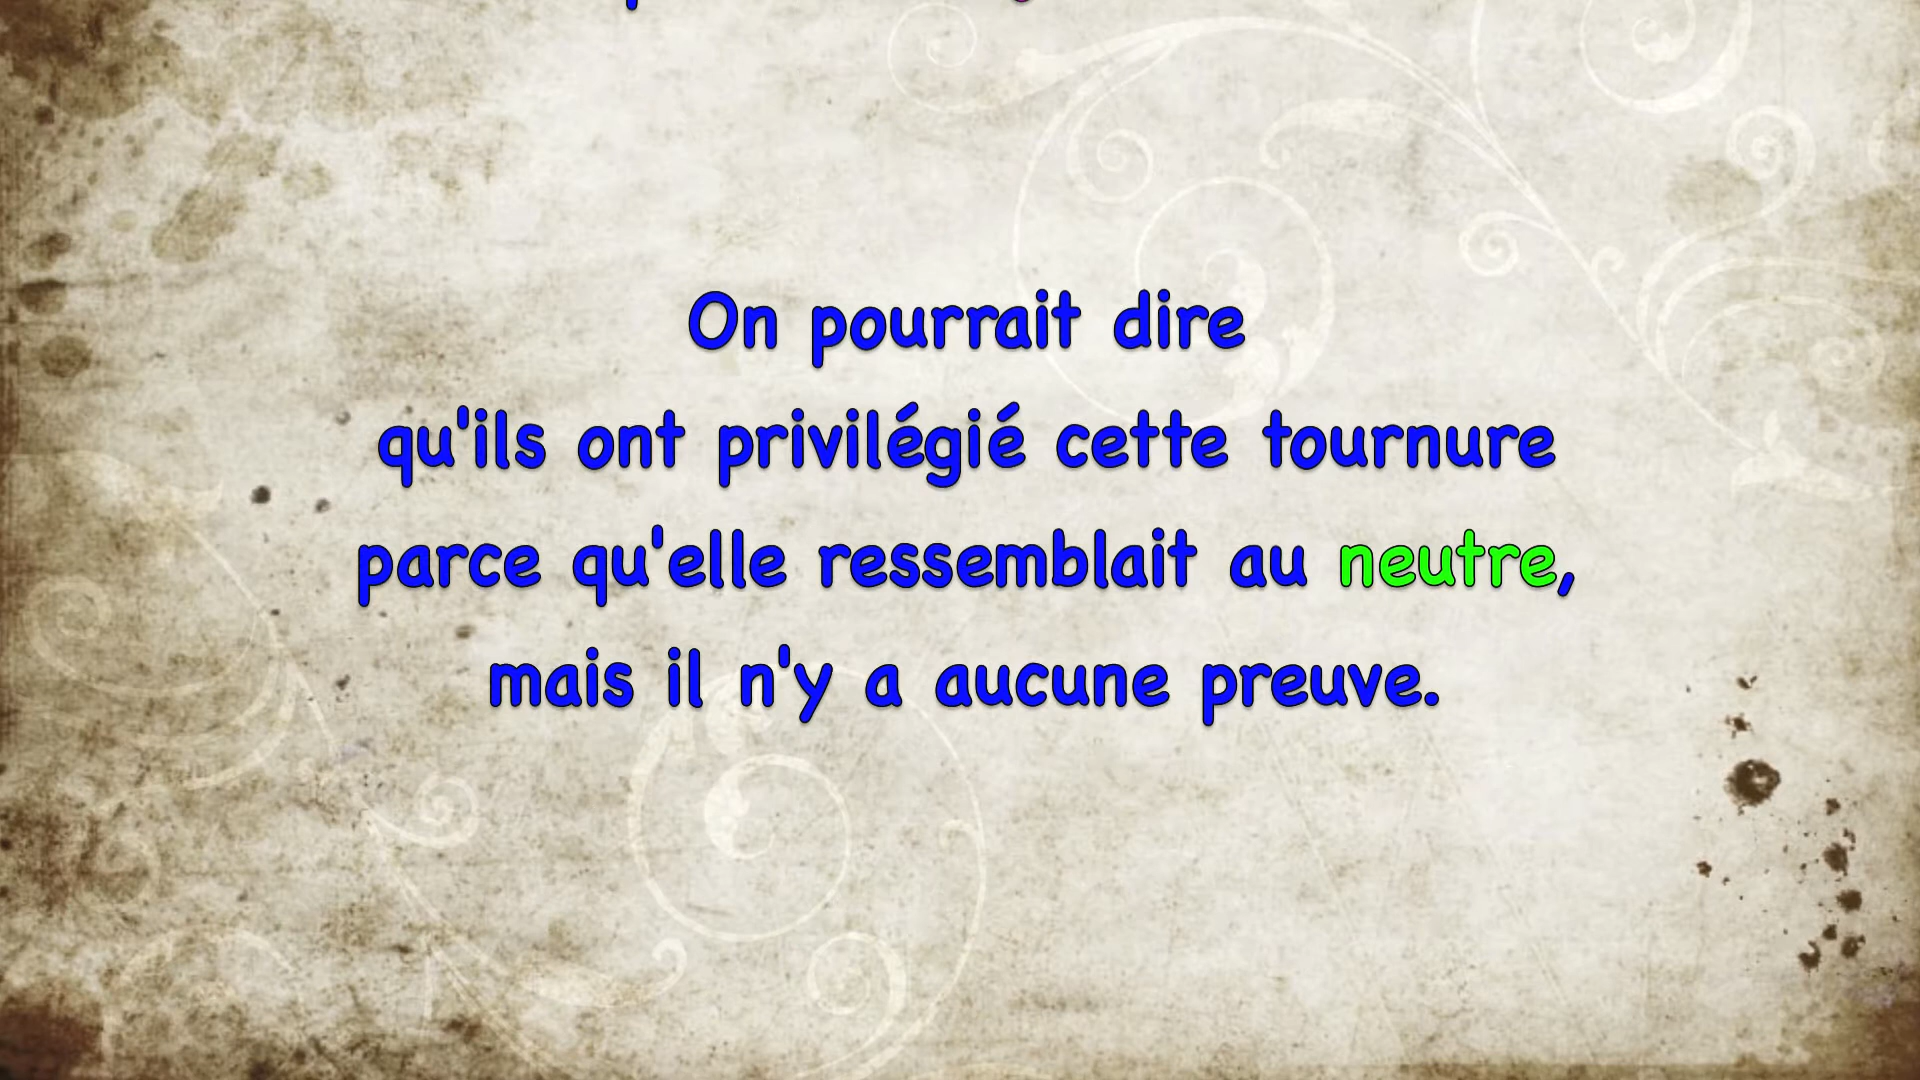 On pourrait dire
qu'ils ont privilégié cette tournure
parce qu'elle ressemblait au neutre,
mais il n'y a aucune preuve.